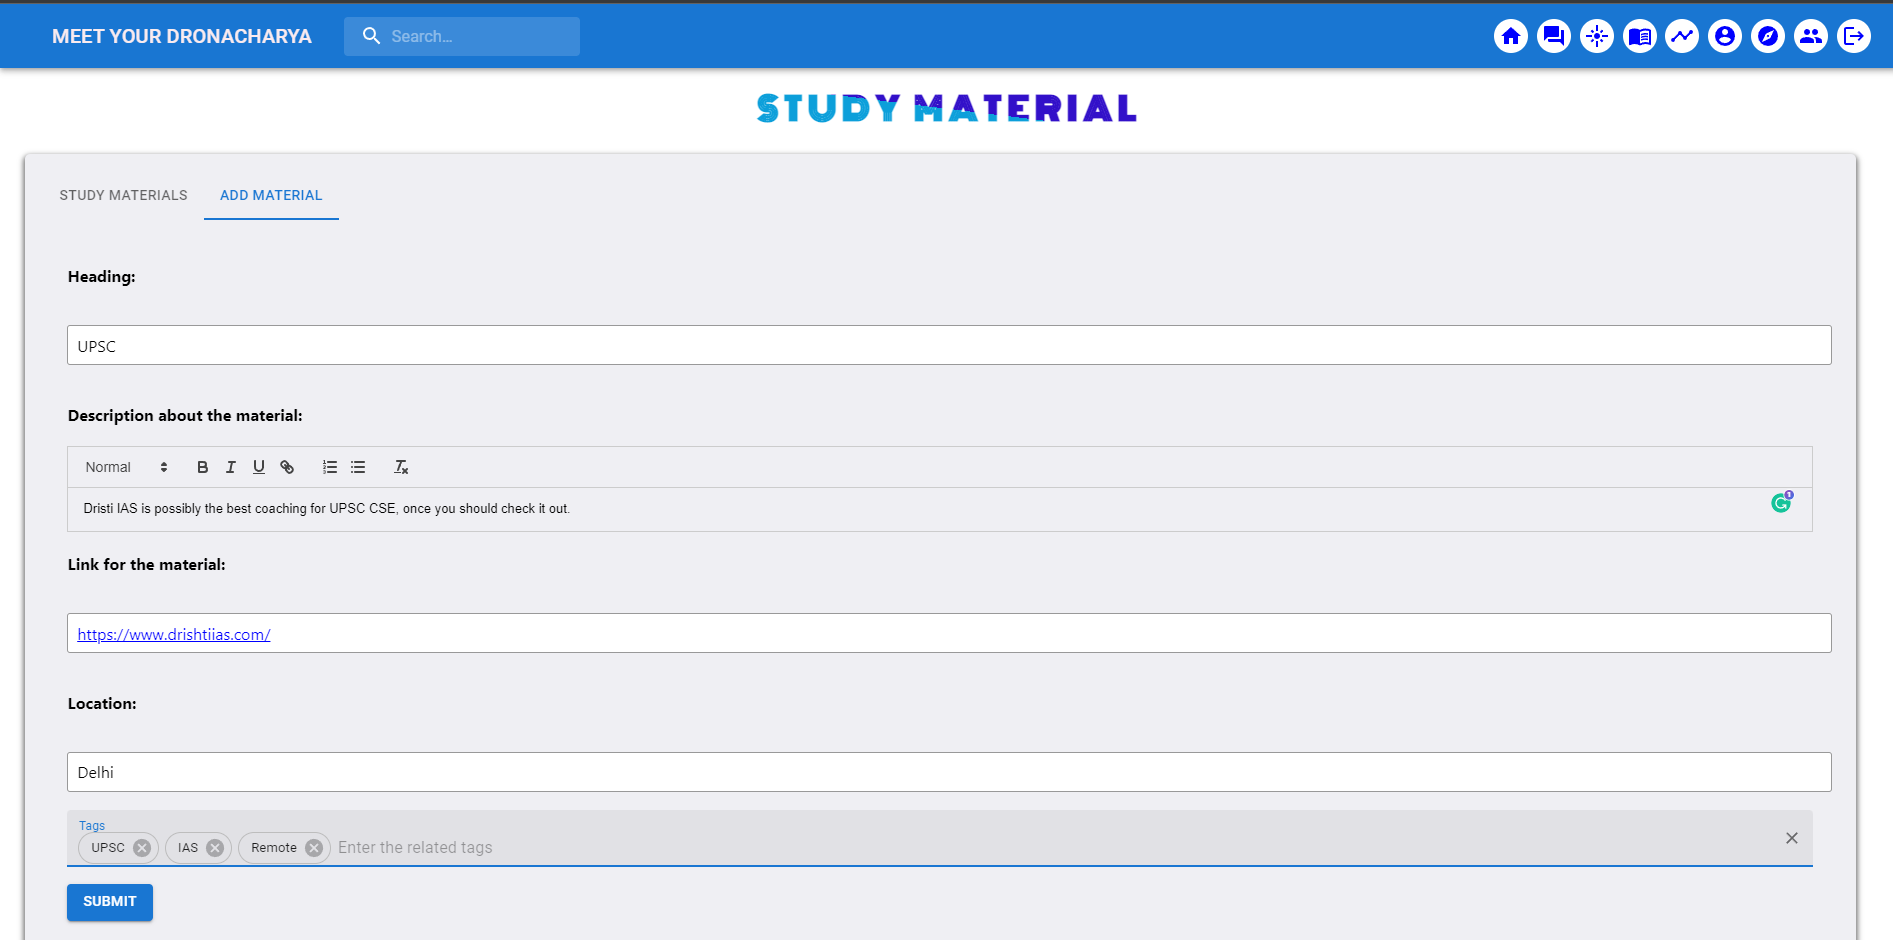 MEET YOUR DRONACHARYA
Search...
STUDY MATERIAL
STUDY MATERIALS
ADD MATERIAL
Heading:
UPSC
Description about the material:
Normal
Dristi IAS is possibly the best coaching for UPSC CSE, once you should check it out.
Link for the material:
https://www.drishtiias.com/
Location:
Delhi
Tags
UPSC
IAS
Remote
Enter the related tags
SUBMIT